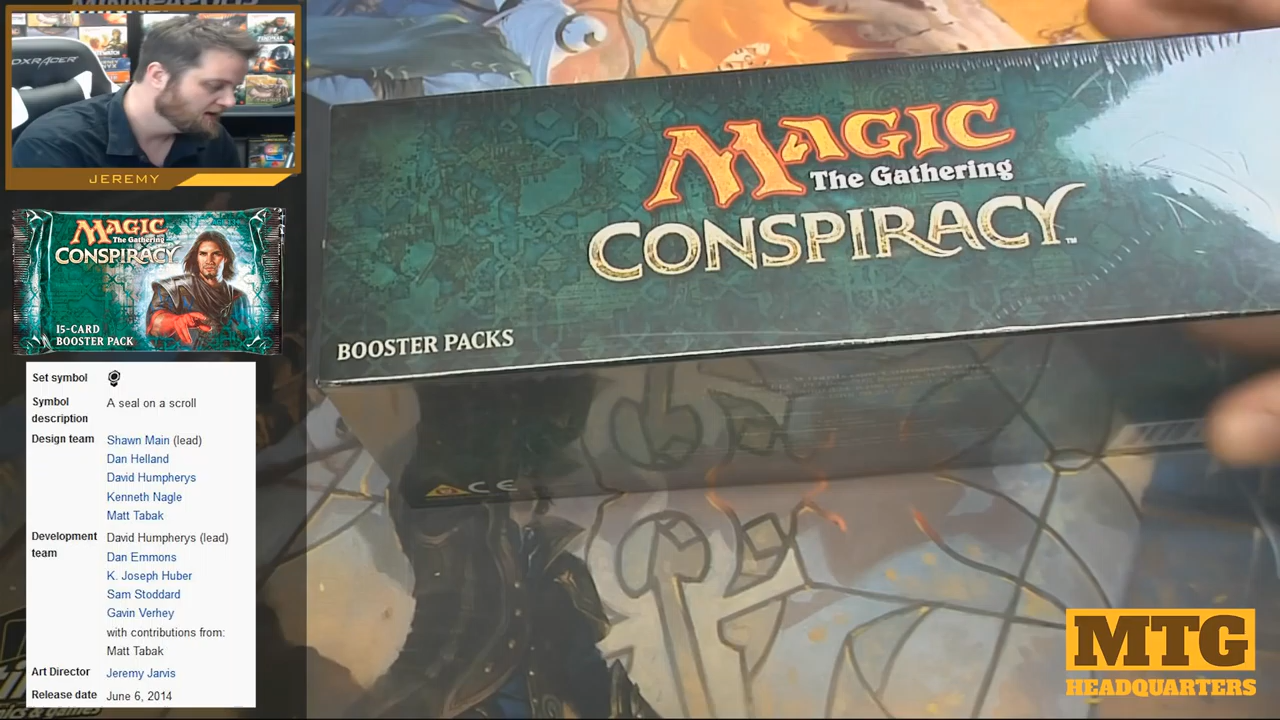 DXRACER
JEREMY
MAGIC
The Gathering
CONSPIRACY
15-CARD
BOOSTER PACK
Set symbol
Symbol description
A seal on a scroll
Design team
Shawn Main (lead)
Dan Helland
David Humpherys
Kenneth Nagle
Matt Tabak
Development team
David Humpherys (lead)
Dan Emmons
K. Joseph Huber
Sam Stoddard
Gavin Verhey
with contributions from:
Matt Tabak
Art Director
Jeremy Jarvis
Release date
June 6, 2014
MAGIC
The Gathering
CONSPIRACY™
BOOSTER PACKS
CE
MTG
HEADQUARTERS